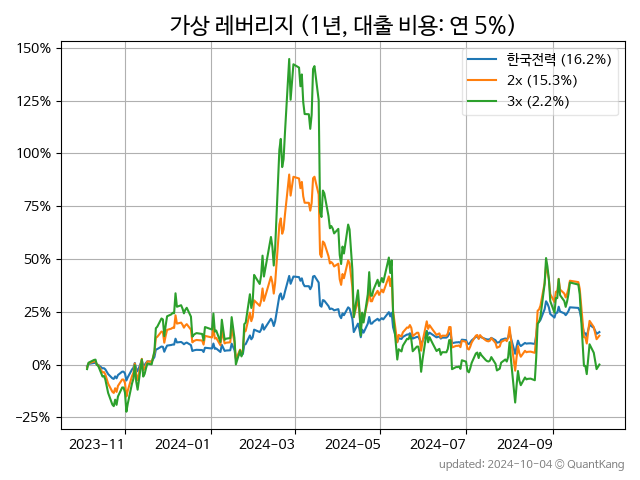 가상 레버리지 (1년, 대출 비용: 연 5%)
150%
125%
100%
75%
50%
25%
0%
−25%
한국전력 (16.2%)
2x (15.3%)
3x (2.2%)
2023-11
2024-01
2024-03
2024-05
2024-07
2024-09
updated: 2024-10-04 ⓒ QuantKang